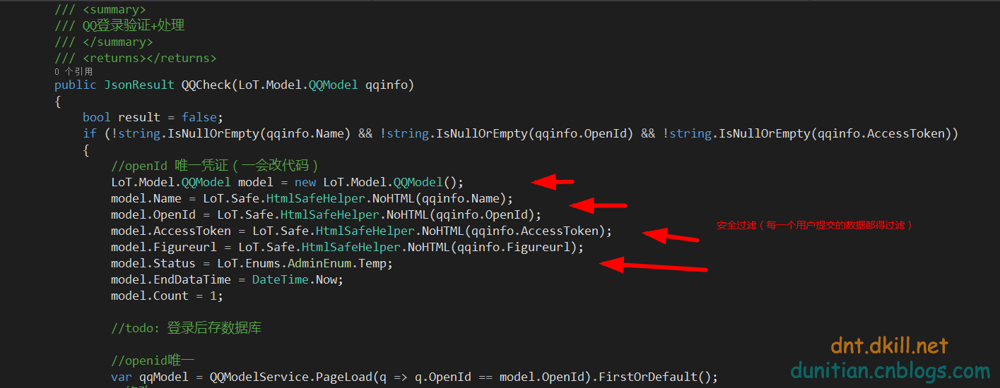 /// <summary>
/// QQ登录验证+处理
/// </summary>
/// <returns></returns>
0 个引用
public JsonResult QQCheck(LoT.Model.QQModel qqinfo)
{
bool result = false;
if (!string.IsNullOrEmpty(qqinfo.Name) && !string.IsNullOrEmpty(qqinfo.OpenId) && !string.IsNullOrEmpty(qqinfo.AccessToken))
{
//openId 唯一凭证（一会改代码）
LoT.Model.QQModel model = new LoT.Model.QQModel();
model.Name = LoT.Safe.HtmlSafeHelper.NoHTML(qqinfo.Name);
model.OpenId = LoT.Safe.HtmlSafeHelper.NoHTML(qqinfo.OpenId);
model.AccessToken = LoT.Safe.HtmlSafeHelper.NoHTML(qqinfo.AccessToken);
安全过滤（每一个用户提交的数据都得过滤）
model.Figureurl = LoT.Safe.HtmlSafeHelper.NoHTML(qqinfo.Figureurl);
model.Status = LoT.Enums.AdminEnum.Temp;
model.EndDataTime = DateTime.Now;
model.Count = 1;
//todo: 登录后存数据库
//openid唯一
var qqModel = QQModelService.PageLoad(q => q.OpenId == model.OpenId).FirstOrDefault();
dnt.dkill.net
dunitian.cnblogs.com